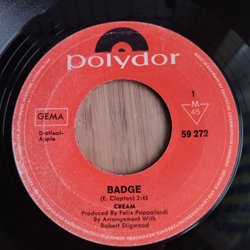 polydor
GEMA
Dratleaf-
Apple
1
M
45
59 272
BADGE
(E. Clapton) 2:45
CREAM
Produced By Felix Pappalardi
By Arrangement With
Robert Stigwood